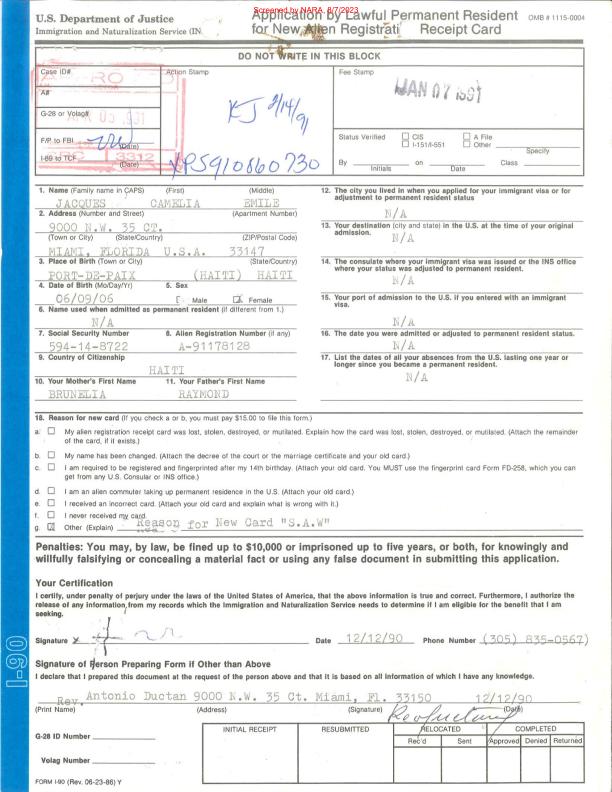 Screened by NARA, 8/7/2023
U.S. Department of Justice
Immigration and Naturalization Service (IN
Application by Lawful Permanent Resident
for New Alien Registrati Receipt Card
OMB # 1115-0004
DO NOT WRITE IN THIS BLOCK
Case ID#
A#
G-28 or Volag#
F/P to FBI
(Date)
I-89 to TCF
3312
(Date)
Action Stamp
KJ 2/14/91
XPS910860730
Fee Stamp
JAN 07 1991
Status Verified
☐ CIS ☐ A File
☐ I-151/I-551 ☐ Other
Specify
By on Class
Initials Date
1. Name (Family name in CAPS) (First) (Middle)
JACQUES CAMELIA EMILE
2. Address (Number and Street) (Apartment Number)
9000 N.W. 35 CT.
(Town or City) (State/Country) (ZIP/Postal Code)
MIAMI, FLORIDA U.S.A. 33147
3. Place of Birth (Town or City) (State/Country)
PORT-DE-PAIX (HAITI) HAITI
4. Date of Birth (Mo/Day/Yr) 5. Sex
06/09/06 ☐ Male ☒ Female
6. Name used when admitted as permanent resident (if different from 1.)
N/A
7. Social Security Number 8. Alien Registration Number (if any)
594-14-8722 A-91178128
9. Country of Citizenship
HAITI
10. Your Mother's First Name 11. Your Father's First Name
BRUNELIA RAYMOND
12. The city you lived in when you applied for your immigrant visa or for
adjustment to permanent resident status
N/A
13. Your destination (city and state) in the U.S. at the time of your original
admission.
N/A
14. The consulate where your immigrant visa was issued or the INS office
where your status was adjusted to permanent resident.
N/A
15. Your port of admission to the U.S. if you entered with an immigrant
visa.
N/A
16. The date you were admitted or adjusted to permanent resident status.
N/A
17. List the dates of all your absences from the U.S. lasting one year or
longer since you became a permanent resident.
N/A
18. Reason for new card (If you check a or b, you must pay $15.00 to file this form.)
a: ☐ My alien registration receipt card was lost, stolen, destroyed, or mutilated. Explain how the card was lost, stolen, destroyed, or mutilated. (Attach the remainder
of the card, if it exists.)
b. ☐ My name has been changed. (Attach the decree of the court or the marriage certificate and your old card.)
c. ☐ I am required to be registered and fingerprinted after my 14th birthday. (Attach your old card. You MUST use the fingerprint card Form FD-258, which you can
get from any U.S. Consular or INS office.)
d. ☐ I am an alien commuter taking up permanent residence in the U.S. (Attach your old card.)
e. ☐ I received an incorrect card. (Attach your old card and explain what is wrong with it.)
f. ☐ I never received my card.
g. ☒ Other (Explain) Reason for New Card "S.A.W"
Penalties: You may, by law, be fined up to $10,000 or imprisoned up to five years, or both, for knowingly and
willfully falsifying or concealing a material fact or using any false document in submitting this application.
Your Certification
I certify, under penalty of perjury under the laws of the United States of America, that the above information is true and correct. Furthermore, I authorize the
release of any information from my records which the Immigration and Naturalization Service needs to determine if I am eligible for the benefit that I am
seeking.
Signature x Date 12/12/90 Phone Number (305) 835-0567)
Signature of Person Preparing Form if Other than Above
I declare that I prepared this document at the request of the person above and that it is based on all information of which I have any knowledge.
Rev. Antonio Ductan 9000 N.W. 35 Ct. Miami, Fl. 33150 12/12/90
(Print Name) (Address) (Signature) (Date)
G-28 ID Number
Volag Number
INITIAL RECEIPT RESUBMITTED RELOCATED COMPLETED
Rec'd Sent Approved Denied Returned
FORM I-90 (Rev. 06-23-86) Y
I-90